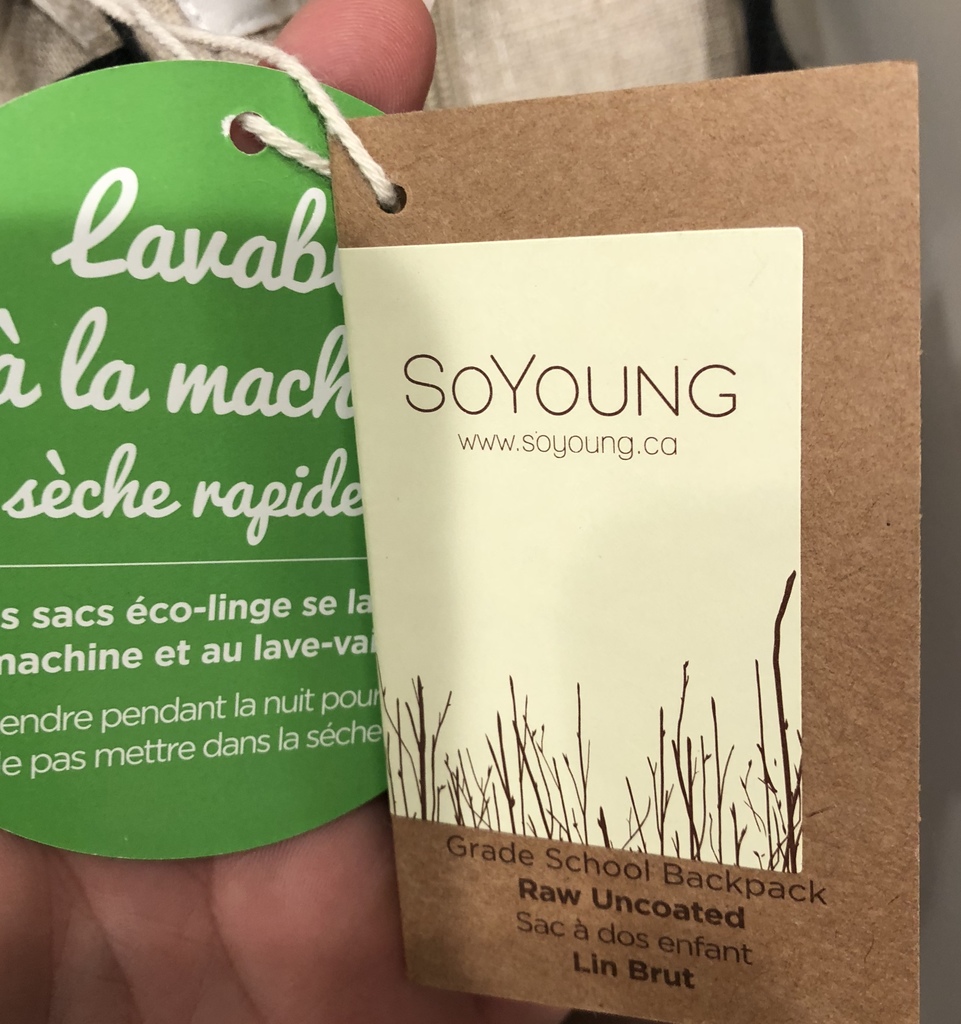 Lavab
à la mach
sèche rapide
s sacs éco-linge se la
machine et au lave-vai
endre pendant la nuit pour
e pas mettre dans la séche
SoYoung
www.soyoung.ca
Grade School Backpack
Raw Uncoated
Sac à dos enfant
Lin Brut